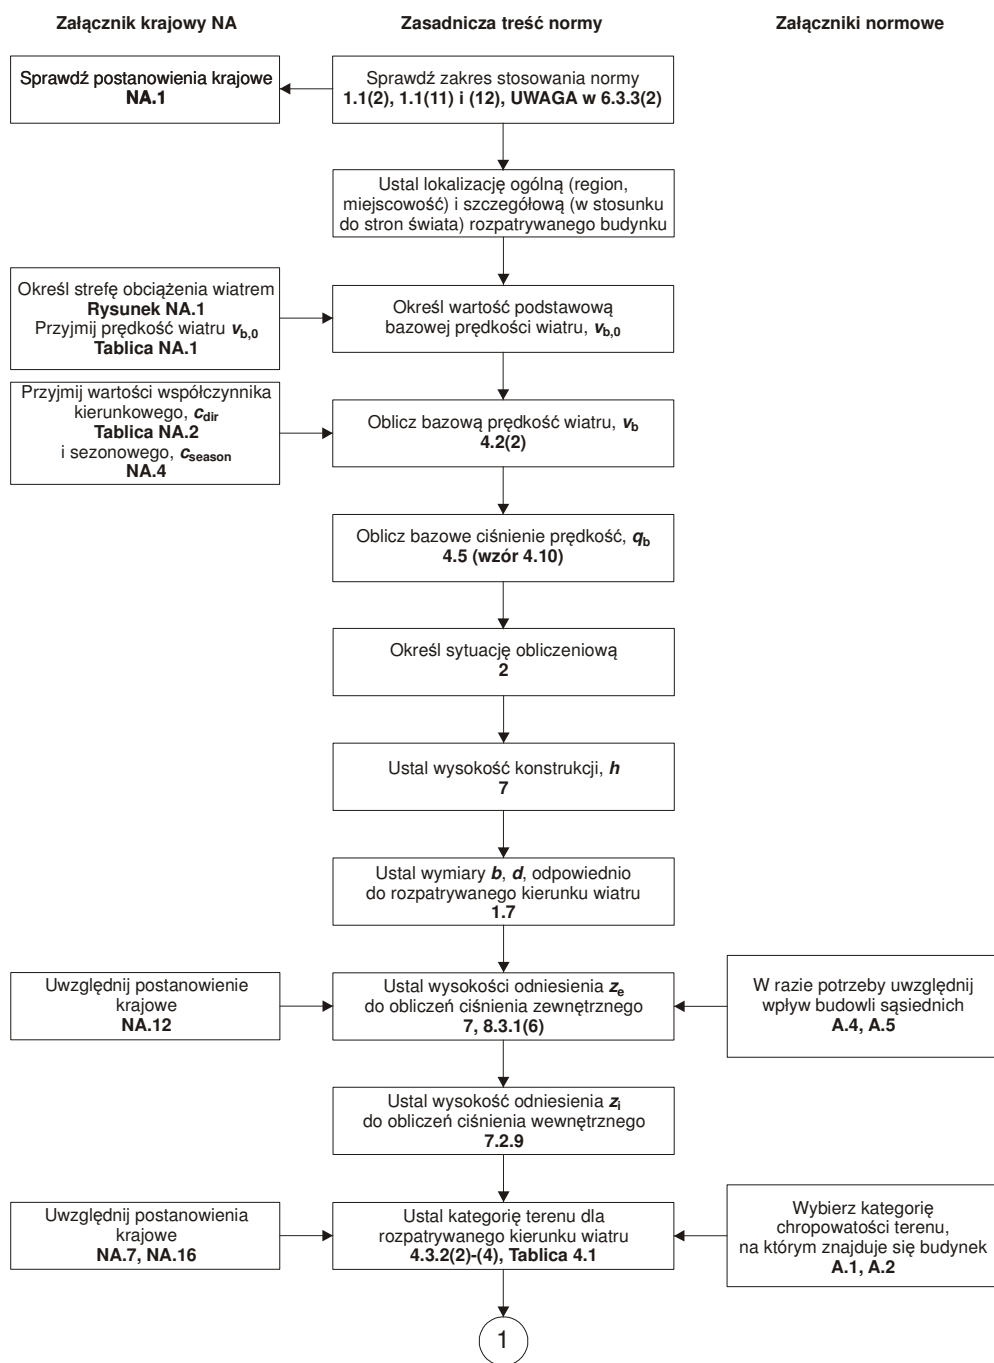 Załącznik krajowy NA
Zasadnicza treść normy
Załączniki normowe
Sprawdź postanowienia krajowe
NA.1
Sprawdź zakres stosowania normy
1.1(2), 1.1(11) i (12), UWAGA w 6.3.3(2)
Ustal lokalizację ogólną (region,
miejscowość) i szczegółową (w stosunku
do stron świata) rozpatrywanego budynku
Określ strefę obciążenia wiatrem
Rysunek NA.1
Przyjmij prędkość wiatru vb,0
Tablica NA.1
Określ wartość podstawową
bazowej prędkości wiatru, vb,0
Przyjmij wartości współczynnika
kierunkowego, cdir
Tablica NA.2
i sezonowego, cseason
NA.4
Oblicz bazową prędkość wiatru, vb
4.2(2)
Oblicz bazowe ciśnienie prędkość, qb
4.5 (wzór 4.10)
Określ sytuację obliczeniową
2
Ustal wysokość konstrukcji, h
7
Ustal wymiary b, d, odpowiednio
do rozpatrywanego kierunku wiatru
1.7
Uwzględnij postanowienie
krajowe
NA.12
Ustal wysokości odniesienia ze
do obliczeń ciśnienia zewnętrznego
7, 8.3.1(6)
W razie potrzeby uwzględnij
wpływ budowli sąsiednich
A.4, A.5
Ustal wysokość odniesienia zi
do obliczeń ciśnienia wewnętrznego
7.2.9
Uwzględnij postanowienia
krajowe
NA.7, NA.16
Ustal kategorię terenu dla
rozpatrywanego kierunku wiatru
4.3.2(2)-(4), Tablica 4.1
Wybierz kategorię
chropowatości terenu,
na którym znajduje się budynek
A.1, A.2
1